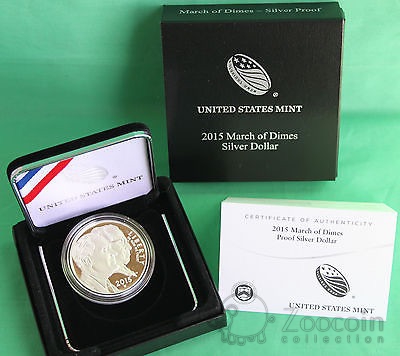 March of Dimes – Silver Proof
UNITED STATES MINT
2015 March of Dimes
Silver Dollar
UNITED STATES MINT
LIBERTY
2015
CERTIFICATE OF AUTHENTICITY
2015 March of Dimes
Proof Silver Dollar
UNITED STATES MINT
Zoocoin
collection